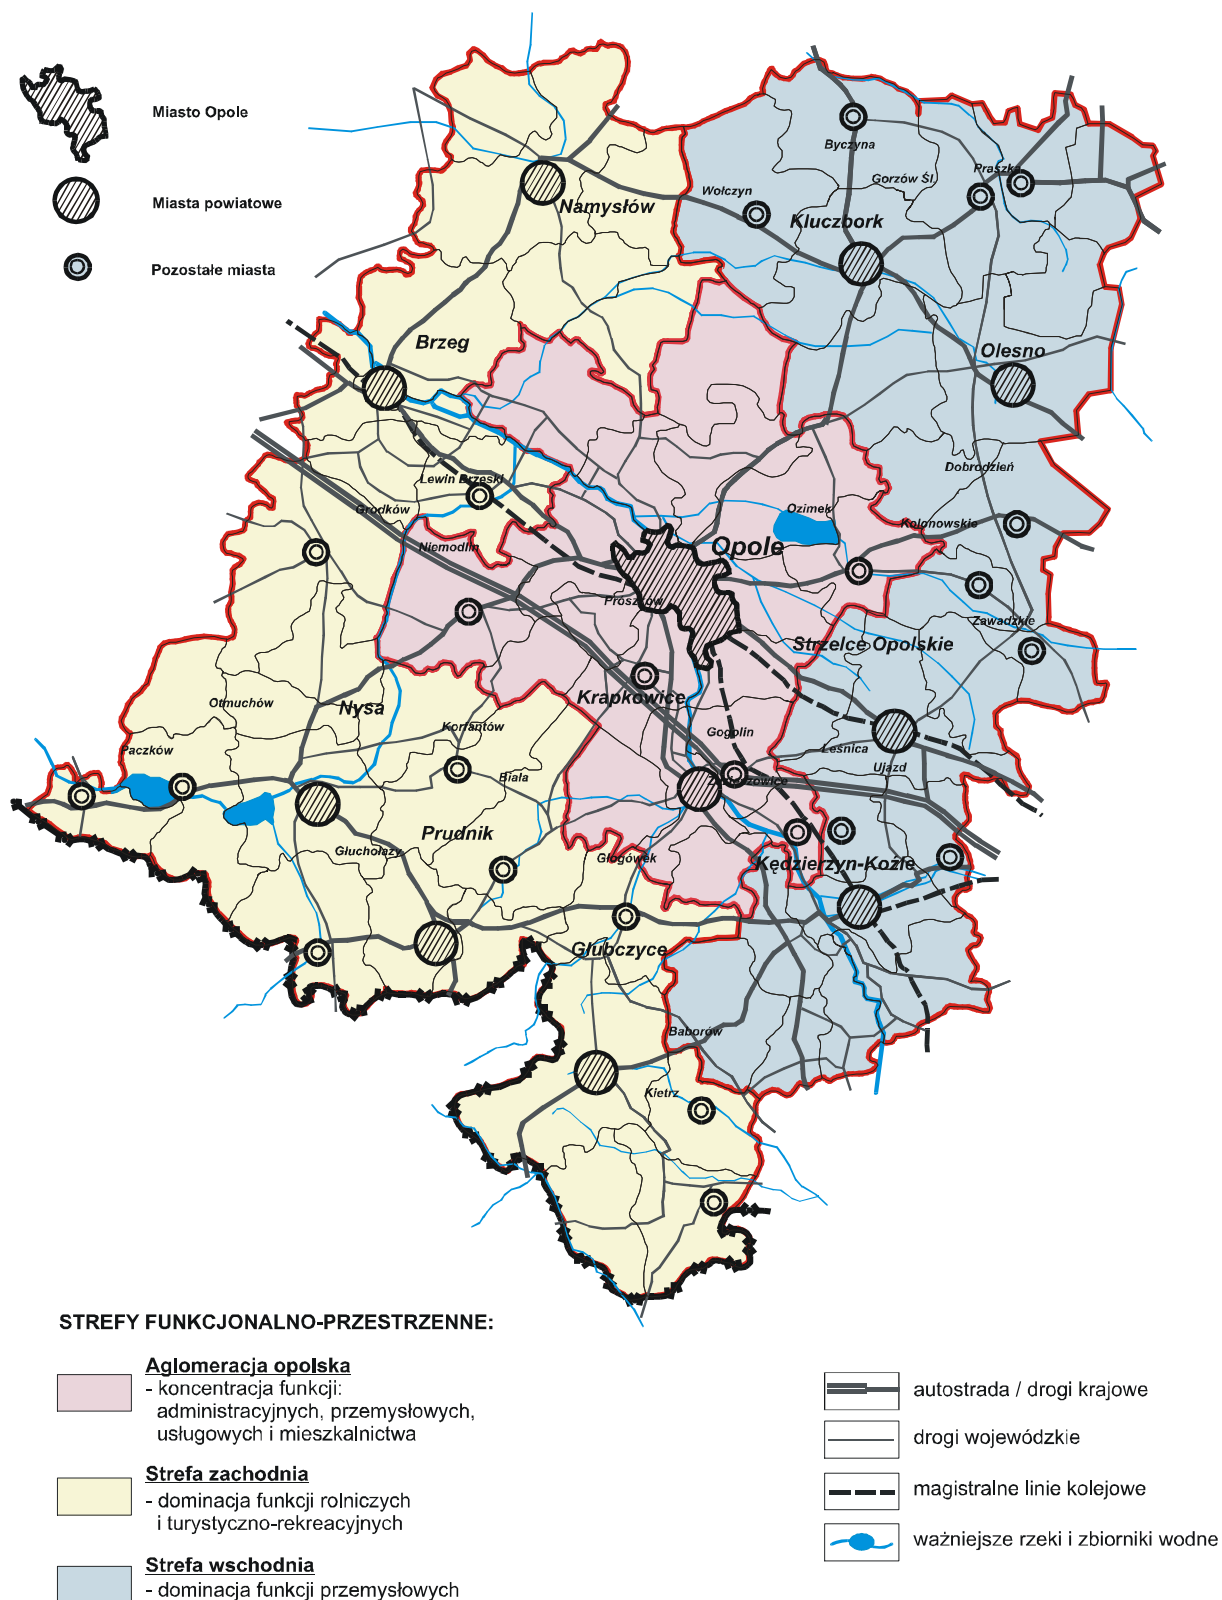 Miasto Opole
Miasta powiatowe
Pozostałe miasta
Byczyna
Praszka
Gorzów Śl.
Wołczyn
Namysłów
Kluczbork
Brzeg
Olesno
Dobrodzień
Lewin Brzeski
Grodków
Ozimek
Kolonowskie
Niemodlin
Opole
Prószków
Zawadzkie
Strzelce Opolskie
Krapkowice
Otmuchów
Nysa
Korfantów
Gogolin
Leśnica
Ujazd
Paczków
Biała
Zdzieszowice
Prudnik
Głuchołazy
Głogówek
Kędzierzyn-Koźle
Głubczyce
Baborów
Kietrz
STREFY FUNKCJONALNO-PRZESTRZENNE:
Aglomeracja opolska
- koncentracja funkcji:
administracyjnych, przemysłowych,
usługowych i mieszkalnictwa
Strefa zachodnia
- dominacja funkcji rolniczych
i turystyczno-rekreacyjnych
Strefa wschodnia
- dominacja funkcji przemysłowych
autostrada / drogi krajowe
drogi wojewódzkie
magistralne linie kolejowe
ważniejsze rzeki i zbiorniki wodne